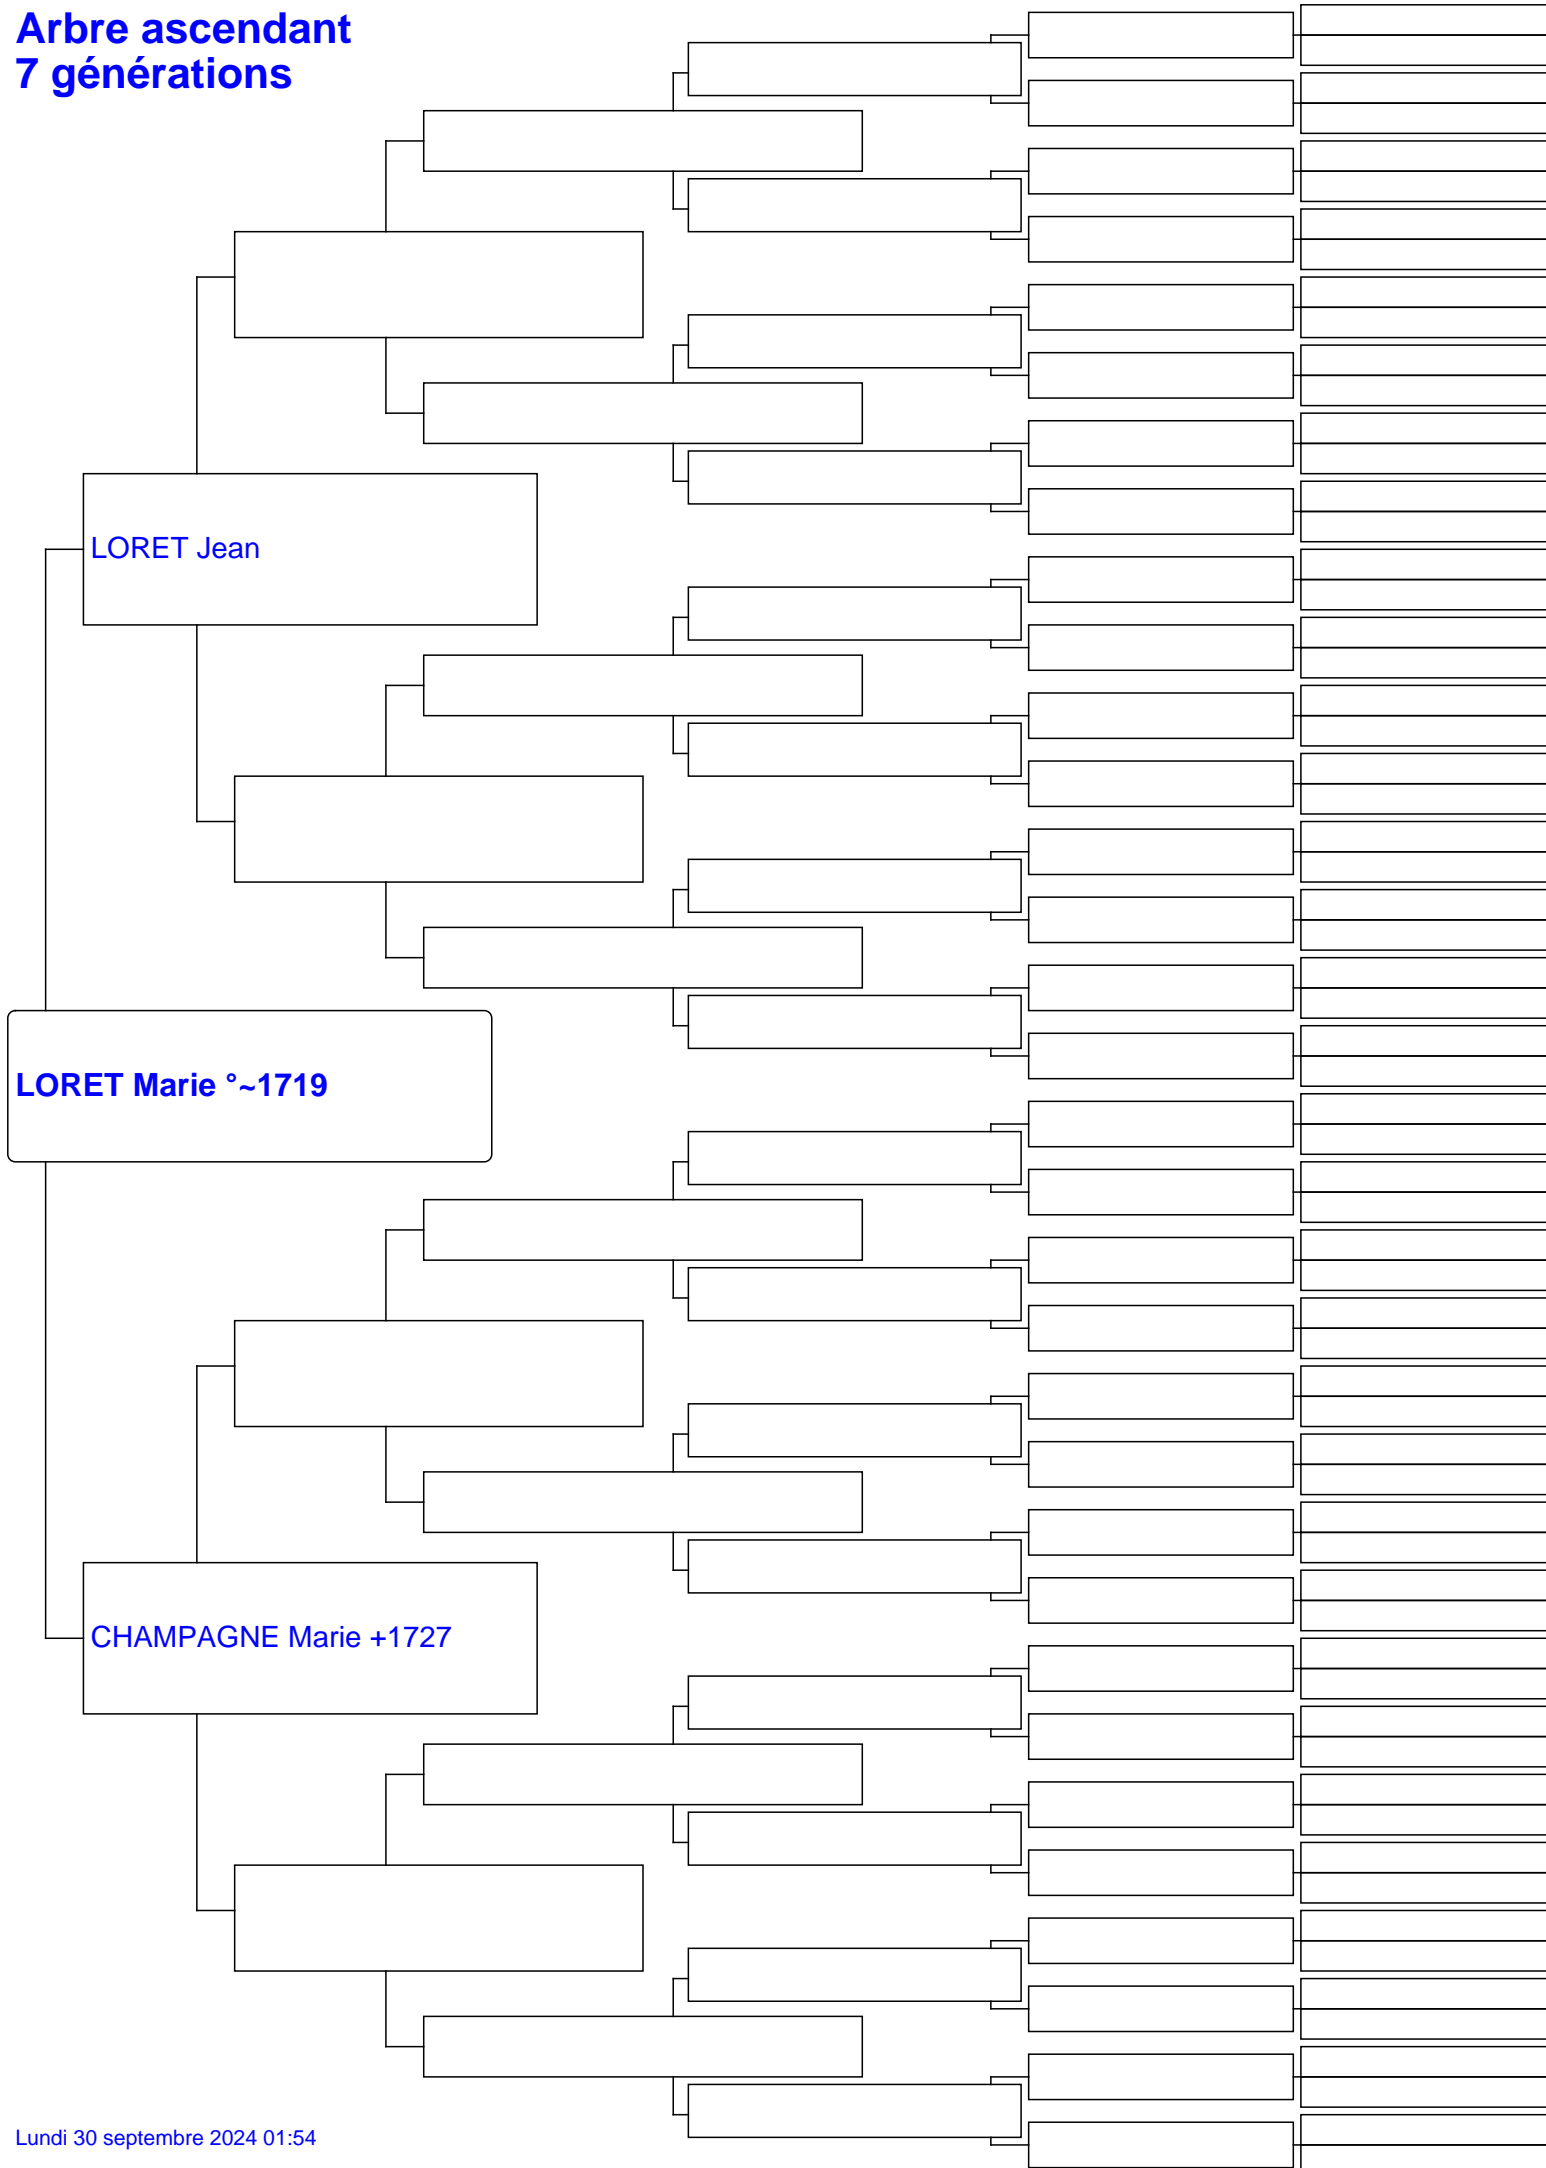 Arbre ascendant
7 générations
LORET Jean
LORET Marie °~1719
CHAMPAGNE Marie +1727
Lundi 30 septembre 2024 01:54